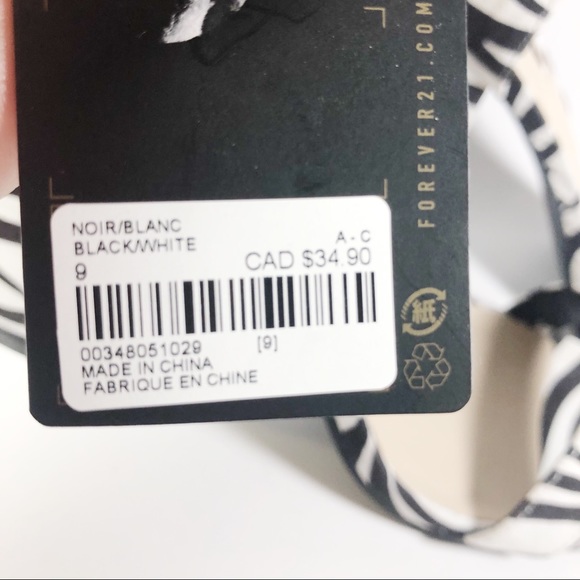 FOREVER21.COM
NOIR/BLANC
BLACK/WHITE
A - C
9
CAD $34.90
00348051029
[9]
MADE IN CHINA
FABRIQUE EN CHINE